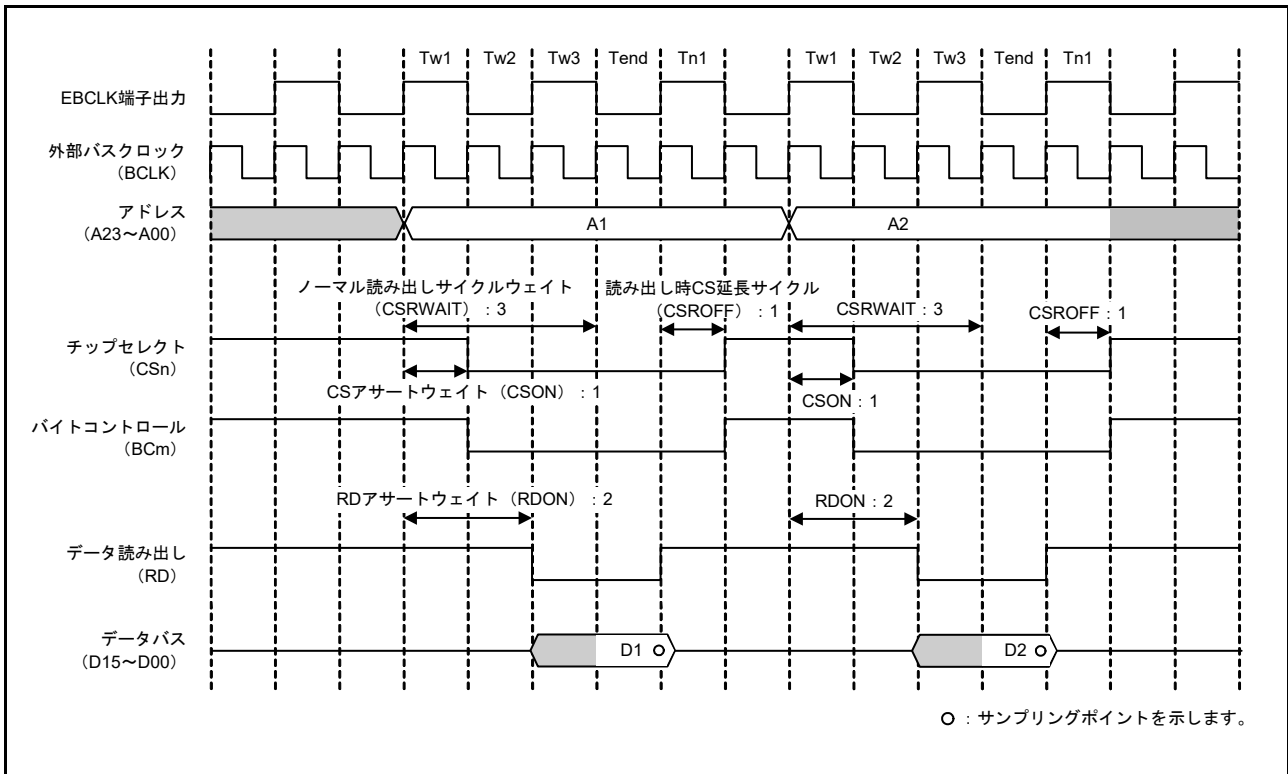 Tw1 Tw2 Tw3 Tend Tn1 Tw1 Tw2 Tw3 Tend Tn1
EBCLK端子出力
外部バスクロック
（BCLK）
アドレス
（A23～A00）
A1 A2
ノーマル読み出しサイクルウェイト
（CSRWAIT）：3
読み出し時CS延長サイクル
（CSROFF）：1
CSRWAIT：3
CSROFF：1
チップセレクト
（CSn）
CSアサートウェイト（CSON）：1
CSON：1
バイトコントロール
（BCm）
RDアサートウェイト（RDON）：2
RDON：2
データ読み出し
（RD）
データバス
（D15～D00）
D1 D2
：サンプリングポイントを示します。